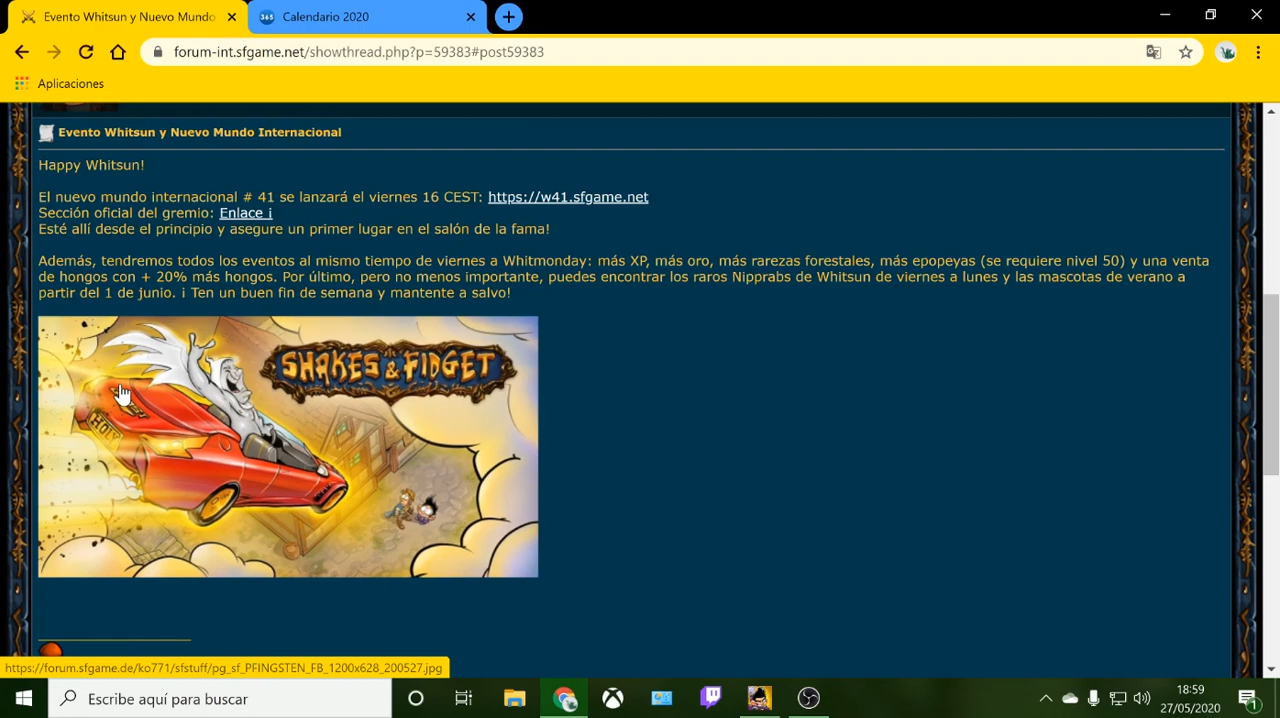 Evento Whitsun y Nuevo Mundo
365 Calendario 2020
forum-int.sfgame.net/showthread.php?p=59383#post59383
Aplicaciones
Evento Whitsun y Nuevo Mundo Internacional
Happy Whitsun!
El nuevo mundo internacional # 41 se lanzará el viernes 16 CEST: https://w41.sfgame.net
Sección oficial del gremio: Enlace ¡
Esté allí desde el principio y asegure un primer lugar en el salón de la fama!
Además, tendremos todos los eventos al mismo tiempo de viernes a Whitmonday: más XP, más oro, más rarezas forestales, más epopeyas (se requiere nivel 50) y una venta
de hongos con + 20% más hongos. Por último, pero no menos importante, puedes encontrar los raros Nipprabs de Whitsun de viernes a lunes y las mascotas de verano a
partir del 1 de junio. ¡ Ten un buen fin de semana y mantente a salvo!
SHAKES & FIDGET
HOLY
https://forum.sfgame.de/ko771/sfstuff/pg_sf_PFINGSTEN_FB_1200x628_200527.jpg
Escribe aquí para buscar
18:59
27/05/2020
1